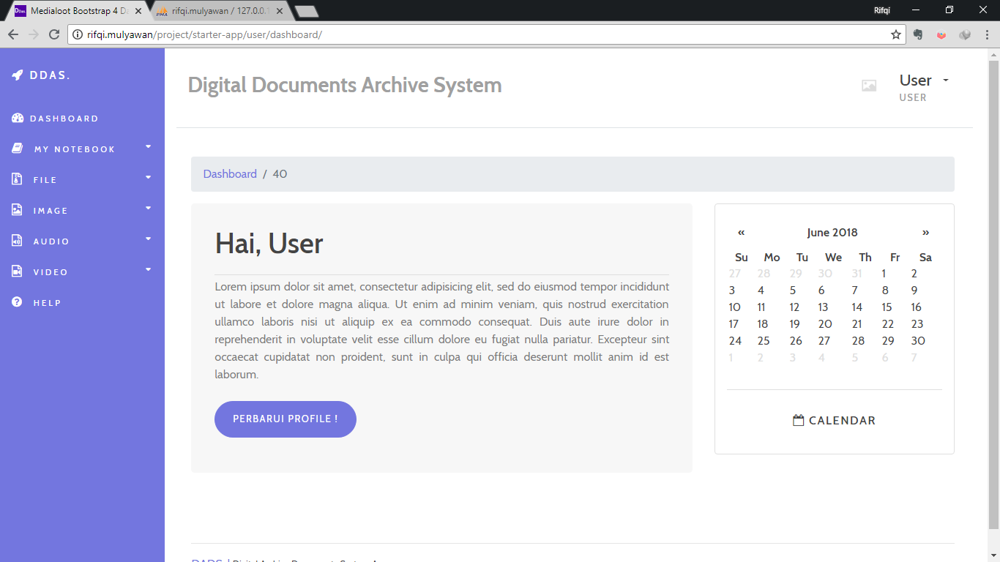 Medialoot Bootstrap 4 Da
rifqi.mulyawan / 127.0.0.1
Rifqi
rifqi.mulyawan/project/starter-app/user/dashboard/
DDAS.
DASHBOARD
MY NOTEBOOK
FILE
IMAGE
AUDIO
VIDEO
HELP
Digital Documents Archive System
User
USER
Dashboard / 40
Hai, User
Lorem ipsum dolor sit amet, consectetur adipisicing elit, sed do eiusmod tempor incididunt
ut labore et dolore magna aliqua. Ut enim ad minim veniam, quis nostrud exercitation
ullamco laboris nisi ut aliquip ex ea commodo consequat. Duis aute irure dolor in
reprehenderit in voluptate velit esse cillum dolore eu fugiat nulla pariatur. Excepteur sint
occaecat cupidatat non proident, sunt in culpa qui officia deserunt mollit anim id est
laborum.
PERBARUI PROFILE !
« June 2018 »
Su Mo Tu We Th Fr Sa
27 28 29 30 31 1 2
3 4 5 6 7 8 9
10 11 12 13 14 15 16
17 18 19 20 21 22 23
24 25 26 27 28 29 30
1 2 3 4 5 6 7
CALENDAR